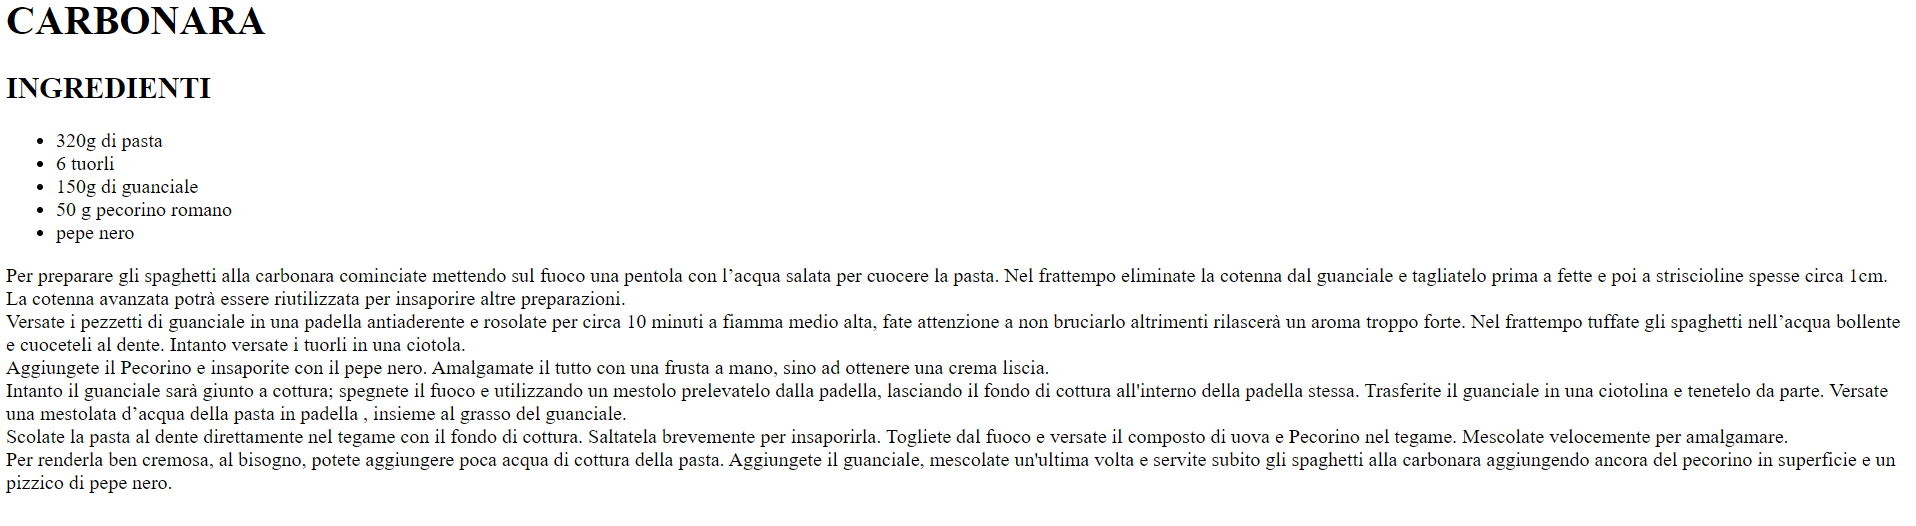 CARBONARA
INGREDIENTI
• 320g di pasta
• 6 tuorli
• 150g di guanciale
• 50 g pecorino romano
• pepe nero
Per preparare gli spaghetti alla carbonara cominciate mettendo sul fuoco una pentola con l’acqua salata per cuocere la pasta. Nel frattempo eliminate la cotenna dal guanciale e tagliatelo prima a fette e poi a striscioline spesse circa 1cm.
La cotenna avanzata potrà essere riutilizzata per insaporire altre preparazioni.
Versate i pezzetti di guanciale in una padella antiaderente e rosolate per circa 10 minuti a fiamma medio alta, fate attenzione a non bruciarlo altrimenti rilascerà un aroma troppo forte. Nel frattempo tuffate gli spaghetti nell’acqua bollente
e cuoceteli al dente. Intanto versate i tuorli in una ciotola.
Aggiungete il Pecorino e insaporite con il pepe nero. Amalgamate il tutto con una frusta a mano, sino ad ottenere una crema liscia.
Intanto il guanciale sarà giunto a cottura; spegnete il fuoco e utilizzando un mestolo prelevatelo dalla padella, lasciando il fondo di cottura all'interno della padella stessa. Trasferite il guanciale in una ciotolina e tenetelo da parte. Versate
una mestolata d’acqua della pasta in padella , insieme al grasso del guanciale.
Scolate la pasta al dente direttamente nel tegame con il fondo di cottura. Saltatela brevemente per insaporirla. Togliete dal fuoco e versate il composto di uova e Pecorino nel tegame. Mescolate velocemente per amalgamare.
Per renderla ben cremosa, al bisogno, potete aggiungere poca acqua di cottura della pasta. Aggiungete il guanciale, mescolate un'ultima volta e servite subito gli spaghetti alla carbonara aggiungendo ancora del pecorino in superficie e un
pizzico di pepe nero.